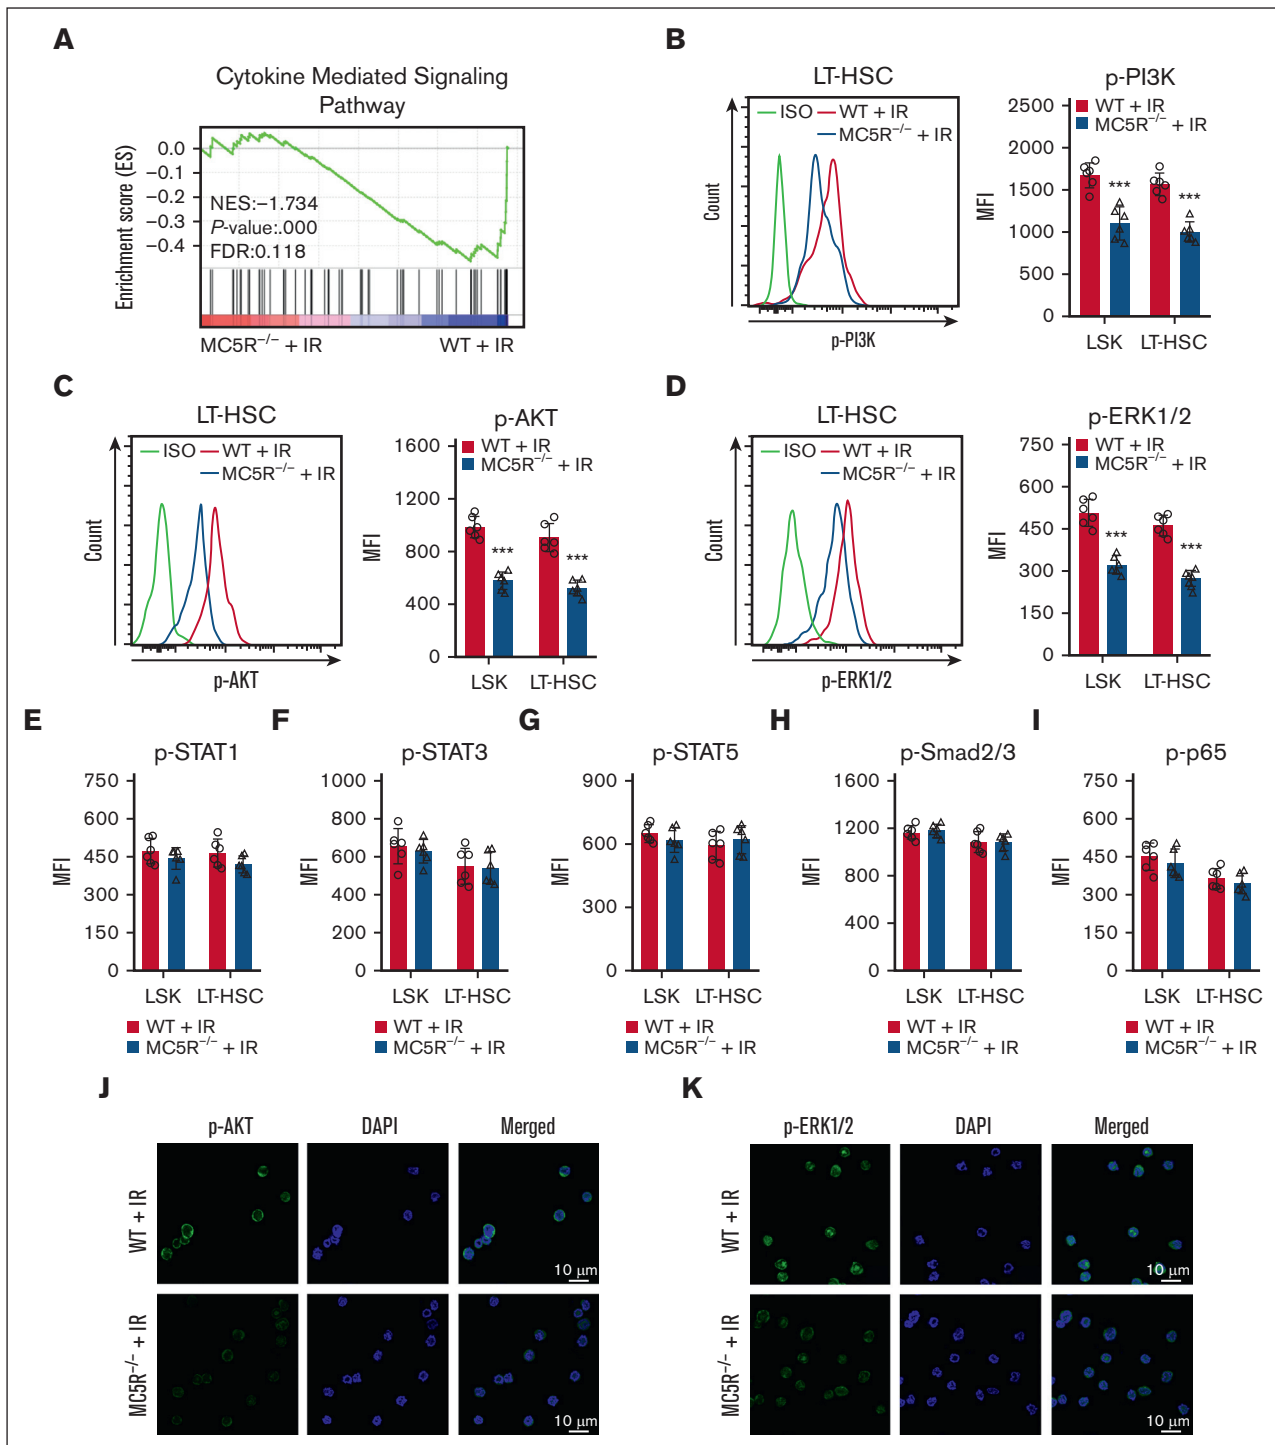 A
Cytokine Mediated Signaling
Pathway
Enrichment score (ES)
0.0
−0.1
−0.2
−0.3
−0.4
NES:−1.734
P-value:.000
FDR:0.118
MC5R−/− + IR
WT + IR
B
LT-HSC
ISO
WT + IR
MC5R−/− + IR
Count
p-PI3K
p-PI3K
2500
2000
1500
1000
500
0
MFI
WT + IR
MC5R−/− + IR
***
***
LSK
LT-HSC
C
LT-HSC
ISO
WT + IR
MC5R−/− + IR
Count
p-AKT
p-AKT
1600
1200
800
400
0
MFI
WT + IR
MC5R−/− + IR
***
***
LSK
LT-HSC
D
LT-HSC
ISO
WT + IR
MC5R−/− + IR
Count
p-ERK1/2
p-ERK1/2
750
600
450
300
150
0
MFI
WT + IR
MC5R−/− + IR
***
***
LSK
LT-HSC
E
p-STAT1
750
600
450
300
150
0
MFI
LSK
LT-HSC
WT + IR
MC5R−/− + IR
F
p-STAT3
1000
800
600
400
200
0
MFI
LSK
LT-HSC
WT + IR
MC5R−/− + IR
G
p-STAT5
900
600
300
0
MFI
LSK
LT-HSC
WT + IR
MC5R−/− + IR
H
p-Smad2/3
1600
1200
800
400
0
MFI
LSK
LT-HSC
WT + IR
MC5R−/− + IR
I
p-p65
750
600
450
300
150
0
MFI
LSK
LT-HSC
WT + IR
MC5R−/− + IR
J
p-AKT
DAPI
Merged
WT + IR
10 μm
MC5R−/− + IR
10 μm
K
p-ERK1/2
DAPI
Merged
WT + IR
10 μm
MC5R−/− + IR
10 μm